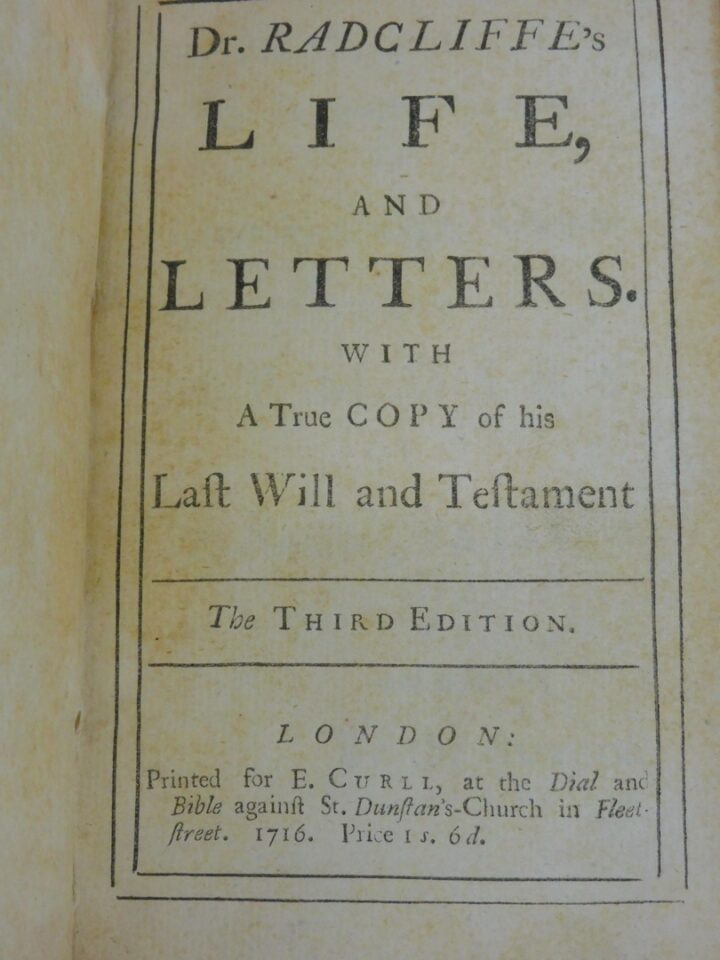 Dr. RADCLIFFE's
LIFE,
AND
LETTERS.
WITH
A True COPY of his
Laſt Will and Teſtament
The THIRD EDITION.
LONDON:
Printed for E. CURLL, at the Dial and
Bible againſt St. Dunſtan's-Church in Fleet-
ſtreet. 1716. Price 1 s. 6d.